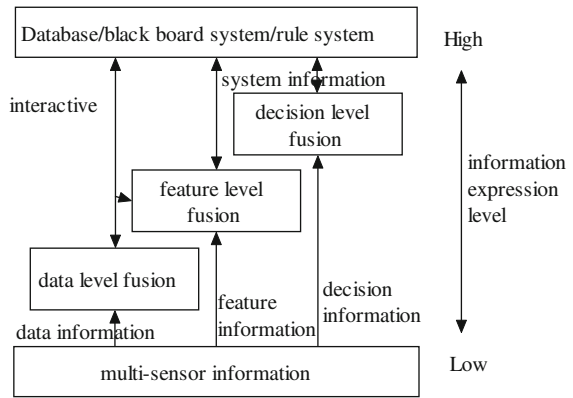 Database/black board system/rule system
High
system information
interactive
decision level
fusion
information
expression
level
feature level
fusion
data level fusion
feature
information
decision
information
data information
Low
multi-sensor information